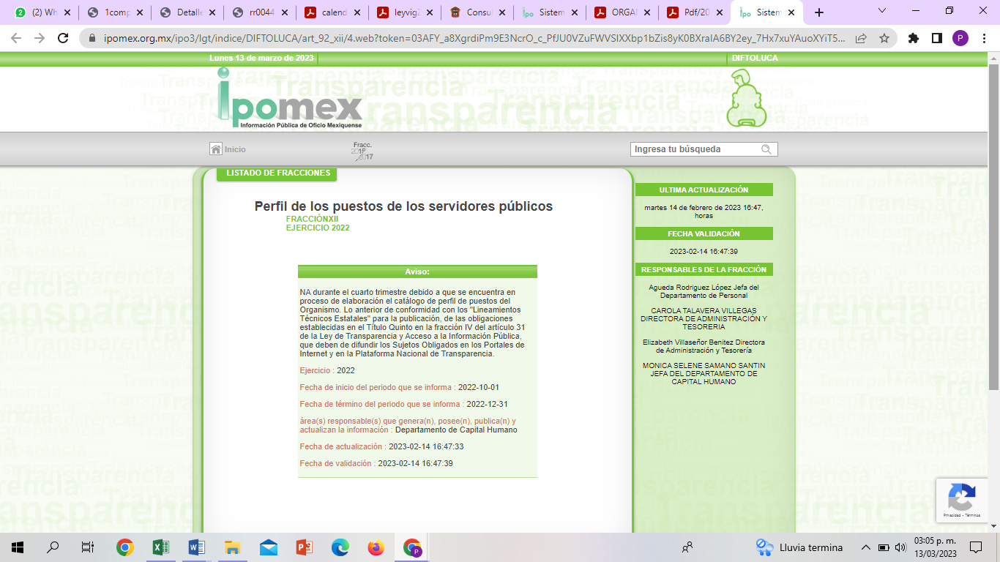 (2) Wh
1comp
Detalle
rr0044
calend
leyvig2
Consul
Sistem
ORGAN
Pdf/20
Sistem
ipomex.org.mx/ipo3/lgt/indice/DIFTOLUCA/art_92_xii/4.web?token=03AFY_a8XgrdiPm9E3NcrO_c_PfJU0VZuFWVSIXXbp1bZis8yK0BXralA6BY2ey_7Hx7xuYAuoXYiT5...
P
Lunes 13 de marzo de 2023
DIFTOLUCA
Transparencia
ipomex
Información Pública de Oficio Mexiquense
Inicio
Fracc.
2017
Ingresa tu búsqueda
LISTADO DE FRACCIONES
Perfil de los puestos de los servidores públicos
FRACCIÓNXII
EJERCICIO 2022
Aviso:
NA durante el cuarto trimestre debido a que se encuentra en
proceso de elaboración el catálogo de perfil de puestos del
Organismo. Lo anterior de conformidad con los "Lineamientos
Técnicos Estatales" para la publicación, de las obligaciones
establecidas en el Título Quinto en la fracción IV del artículo 31
de la Ley de Transparencia y Acceso a la Información Pública,
que deben de difundir los Sujetos Obligados en los Portales de
Internet y en la Plataforma Nacional de Transparencia.
Ejercicio : 2022
Fecha de inicio del periodo que se informa : 2022-10-01
Fecha de término del periodo que se informa : 2022-12-31
área(s) responsable(s) que genera(n), posee(n), publica(n) y
actualizan la información : Departamento de Capital Humano
Fecha de actualización : 2023-02-14 16:47:33
Fecha de validación : 2023-02-14 16:47:39
ULTIMA ACTUALIZACIÓN
martes 14 de febrero de 2023 16:47,
horas
FECHA VALIDACIÓN
2023-02-14 16:47:39
RESPONSABLES DE LA FRACCIÓN
Agueda Rodriguez López Jefa del
Departamento de Personal
CAROLA TALAVERA VILLEGAS
DIRECTORA DE ADMINISTRACION Y
TESORERIA
Elizabeth Villaseñor Benitez Directora
de Administración y Tesorería
MONICA SELENE SAMANO SANTIN
JEFA DEL DEPARTAMENTO DE
CAPITAL HUMANO
Privacidad - Términos
Lluvia termina
03:05 p. m.
13/03/2023